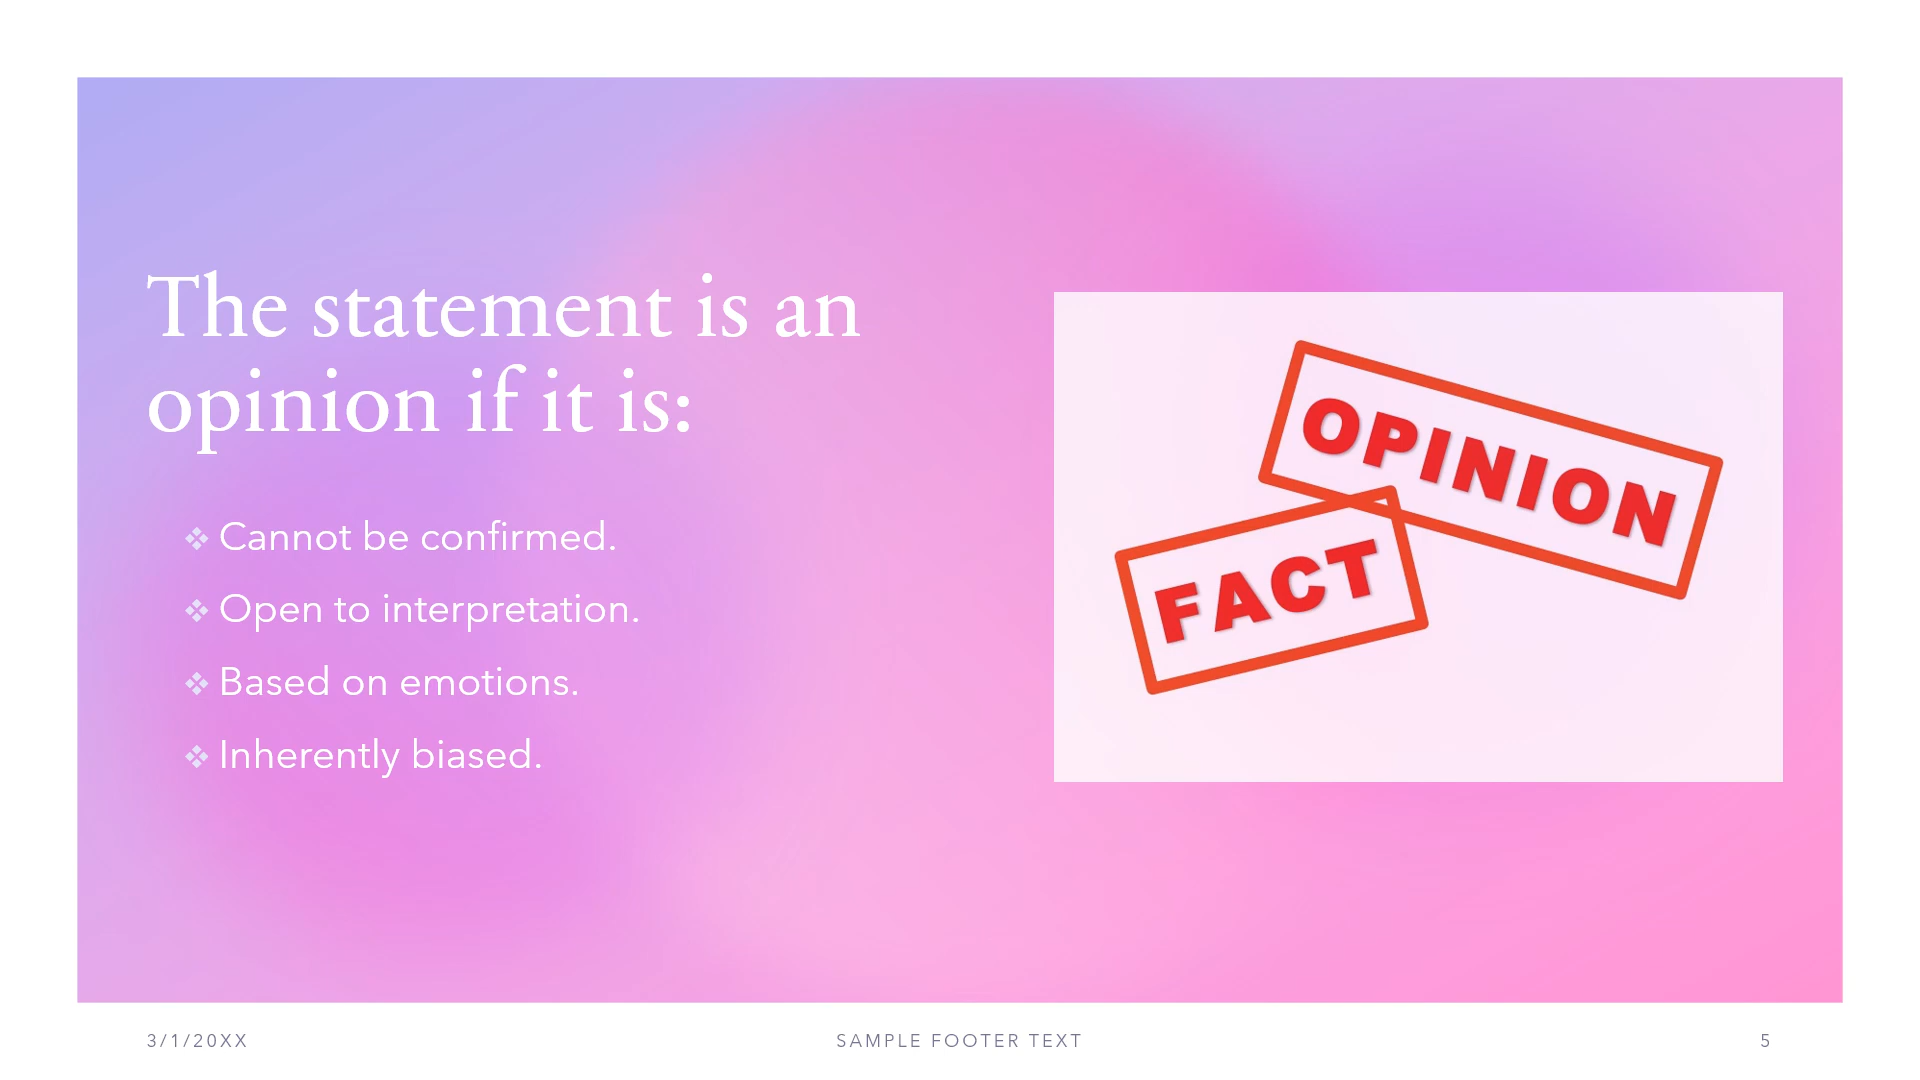 The statement is an
opinion if it is:
❖ Cannot be confirmed.
❖ Open to interpretation.
❖ Based on emotions.
❖ Inherently biased.
OPINION
FACT
3/1/20XX
SAMPLE FOOTER TEXT
5